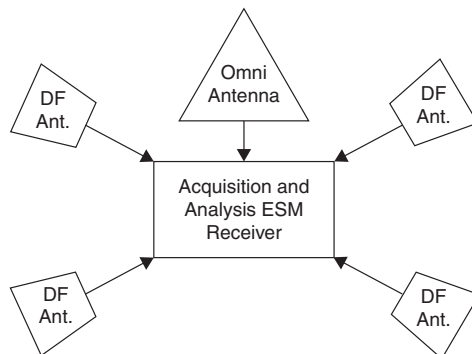 Omni
Antenna
DF
Ant.
DF
Ant.
Acquisition and
Analysis ESM
Receiver
DF
Ant.
DF
Ant.